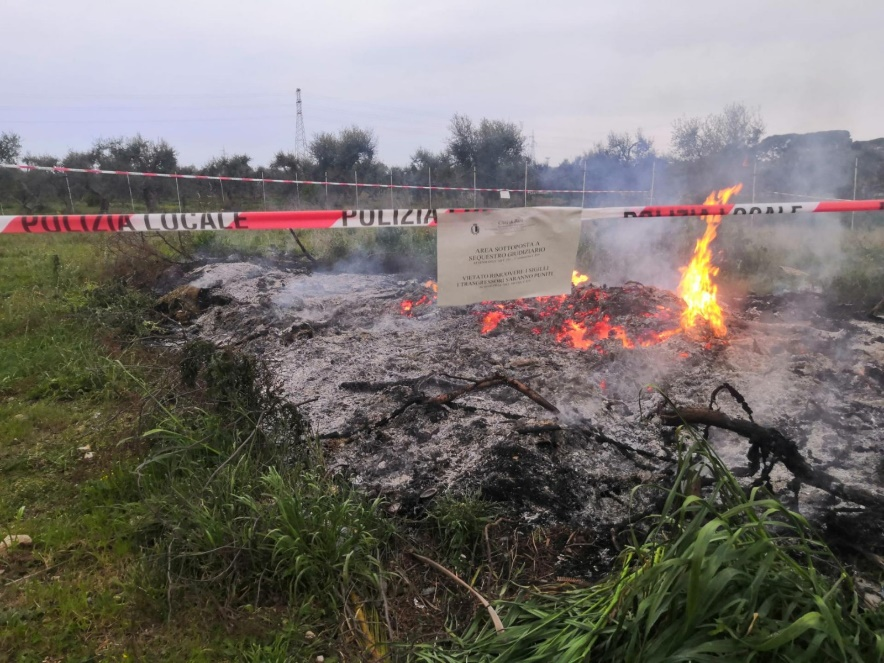 POLIZIA LOCALE
POLIZIA
POLIZIA LOCALE
AREA SOTTOPOSTA A
SEQUESTRO GIUDIZIARIO
VIETATO RIMUOVERE I SIGILLI
I TRASGRESSORI SARANNO PUNITI